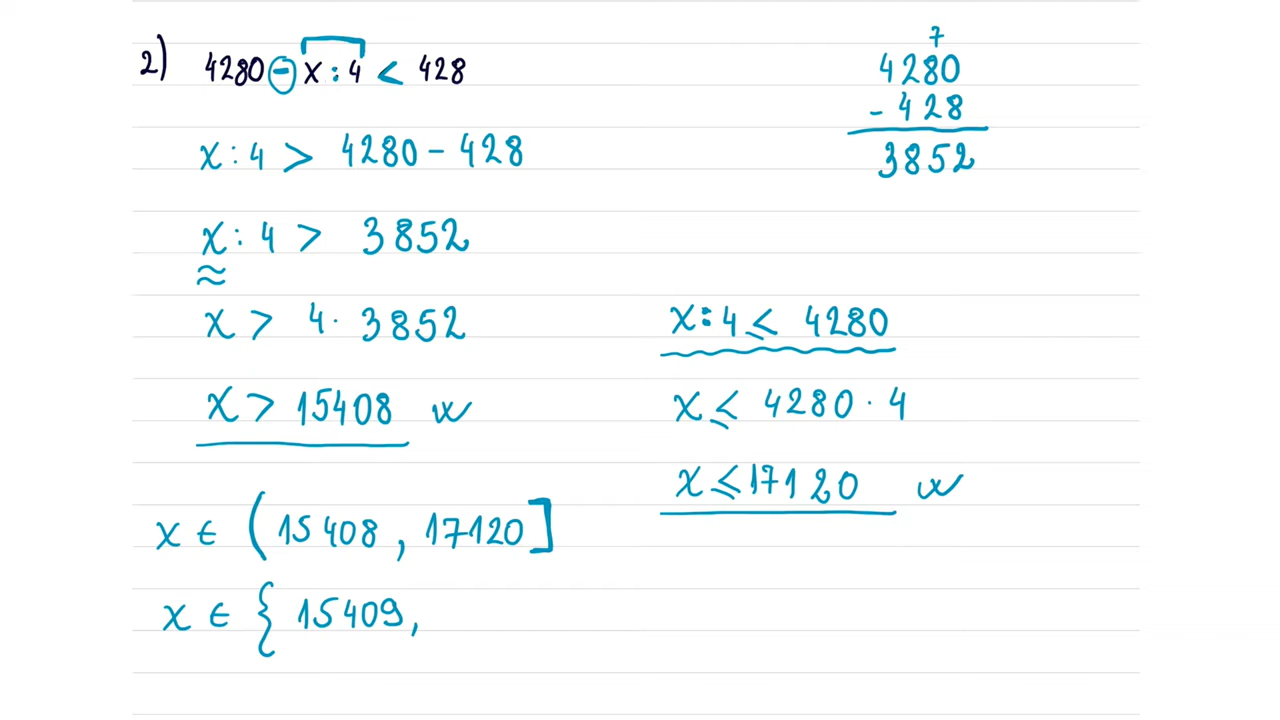 2) 4280 - x : 4 < 428
x : 4 > 4280 - 428
x : 4 > 3852
x > 4 · 3852
x > 15408 w
x ∈ (15408, 17120]
x ∈ { 15409,
7
4280
- 428
3852
x : 4 ≤ 4280
x ≤ 4280 · 4
x ≤ 17120 w